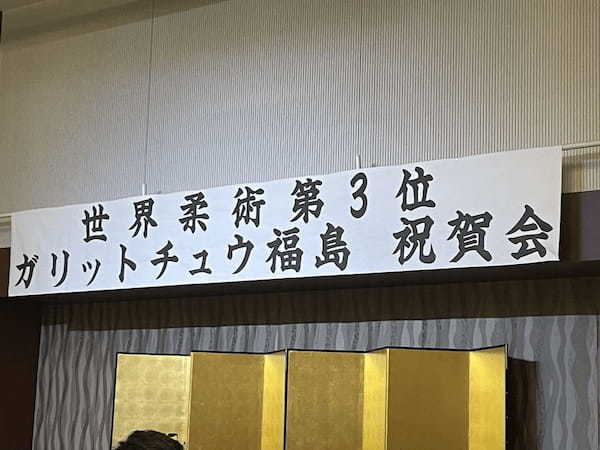 世界柔術第3位
ガリットチュウ福島 祝賀会